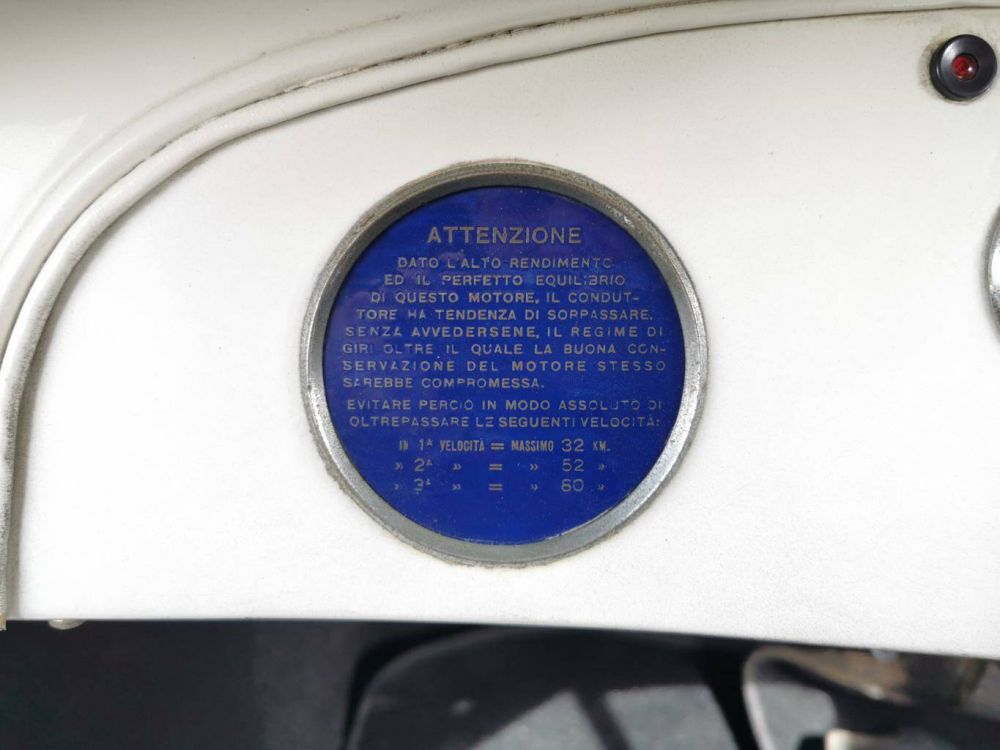 ATTENZIONE
DATO L'ALTO RENDIMENTO
ED IL PERFETTO EQUILIBRIO
DI QUESTO MOTORE, IL CONDUT-
TORE HA TENDENZA DI SORPASSARE,
SENZA AVVEDERSENE, IL REGIME DI
GIRI OLTRE IL QUALE LA BUONA CON-
SERVAZIONE DEL MOTORE STESSO
SAREBBE COMPROMESSA.
EVITARE PERCIÒ IN MODO ASSOLUTO DI
OLTREPASSARE LE SEGUENTI VELOCITÀ:
IN 1ᴬ VELOCITÀ = MASSIMO 32 KM.
» 2ᴬ » = » 52 »
» 3ᴬ » = » 80 »